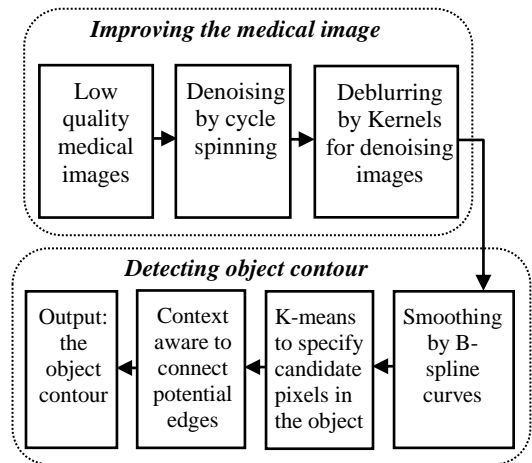 Improving the medical image
Low
quality
medical
images
Denoising
by cycle
spinning
Deblurring
by Kernels
for denoising
images
Detecting object contour
Output:
the
object
contour
Context
aware to
connect
potential
edges
K-means
to specify
candidate
pixels in
the object
Smoothing
by B-
spline
curves